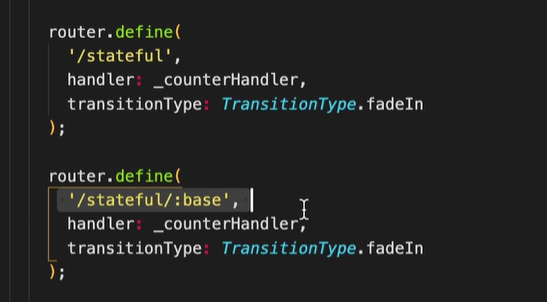 router.define(
'/stateful',
handler: _counterHandler,
transitionType: TransitionType.fadeIn
);
router.define(
'/stateful/:base',
handler: _counterHandler,
transitionType: TransitionType.fadeIn
);